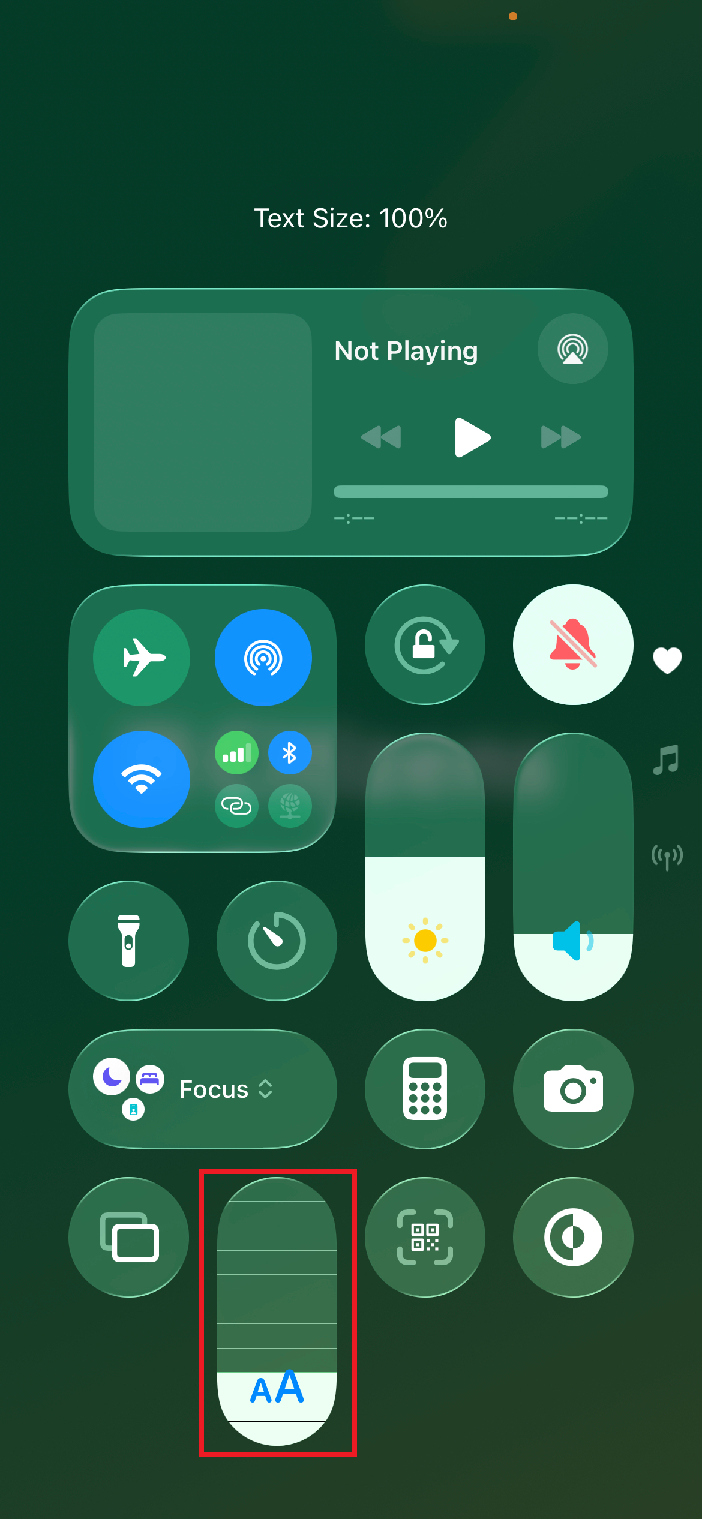 Text Size: 100%
Not Playing
--:--
--:--
Focus
AA